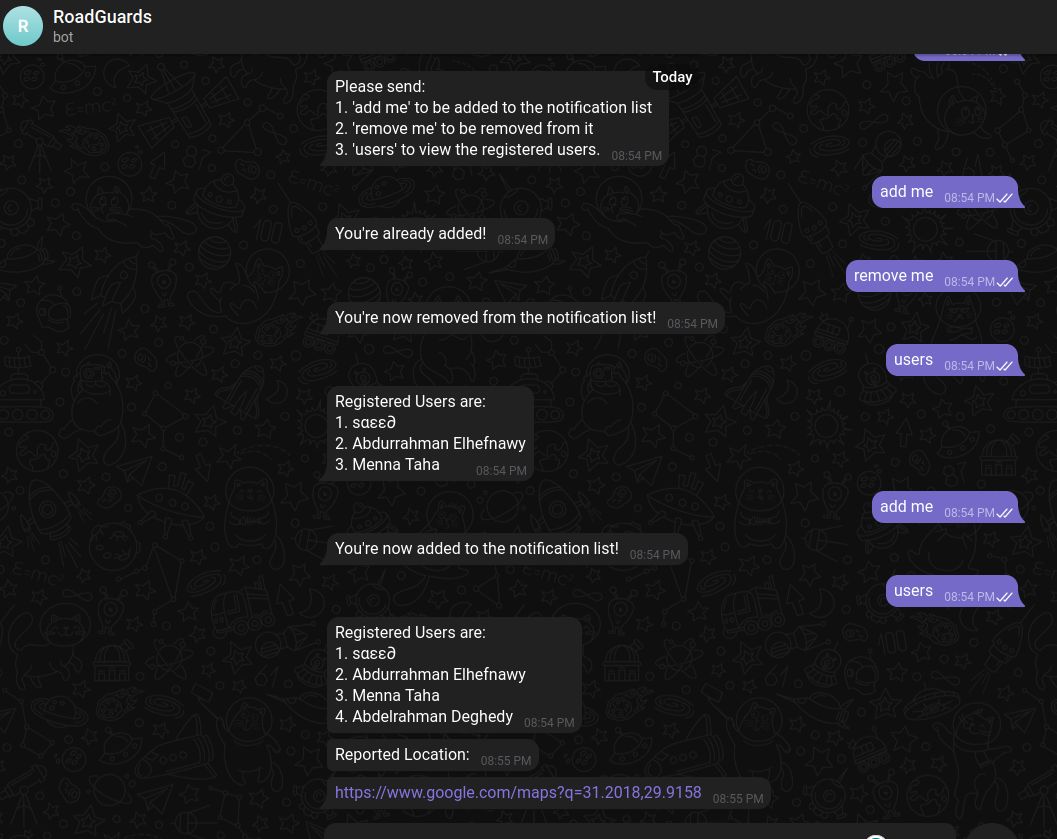 R
RoadGuards
bot
Today
Please send:
1. 'add me' to be added to the notification list
2. 'remove me' to be removed from it
3. 'users' to view the registered users. 08:54 PM
add me 08:54 PM
You're already added! 08:54 PM
remove me 08:54 PM
You're now removed from the notification list! 08:54 PM
users 08:54 PM
Registered Users are:
1. sαεε∂
2. Abdurrahman Elhefnawy
3. Menna Taha 08:54 PM
add me 08:54 PM
You're now added to the notification list! 08:54 PM
users 08:54 PM
Registered Users are:
1. sαεε∂
2. Abdurrahman Elhefnawy
3. Menna Taha
4. Abdelrahman Deghedy 08:54 PM
Reported Location: 08:55 PM
https://www.google.com/maps?q=31.2018,29.9158 08:55 PM